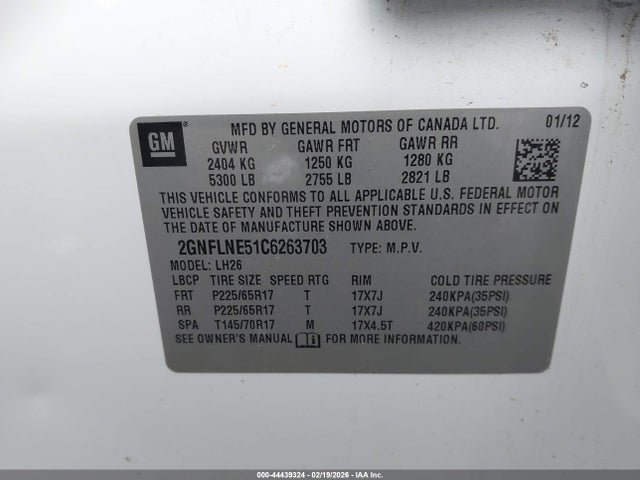 GM ® MFD BY GENERAL MOTORS OF CANADA LTD. 01/12
GVWR GAWR FRT GAWR RR
2404 KG 1250 KG 1280 KG
5300 LB 2755 LB 2821 LB
THIS VEHICLE CONFORMS TO ALL APPLICABLE U.S. FEDERAL MOTOR
VEHICLE SAFETY AND THEFT PREVENTION STANDARDS IN EFFECT ON
THE DATE OF MANUFACTURE SHOWN ABOVE.
2GNFLNE51C6263703 TYPE: M.P.V.
MODEL: LH26
LBCP TIRE SIZE SPEED RTG RIM COLD TIRE PRESSURE
FRT P225/65R17 T 17X7J 240KPA(35PSI)
RR P225/65R17 T 17X7J 240KPA(35PSI)
SPA T145/70R17 M 17X4.5T 420KPA(60PSI)
SEE OWNER'S MANUAL FOR MORE INFORMATION.
000-44439324 - 02/19/2026 - IAAI, Inc.